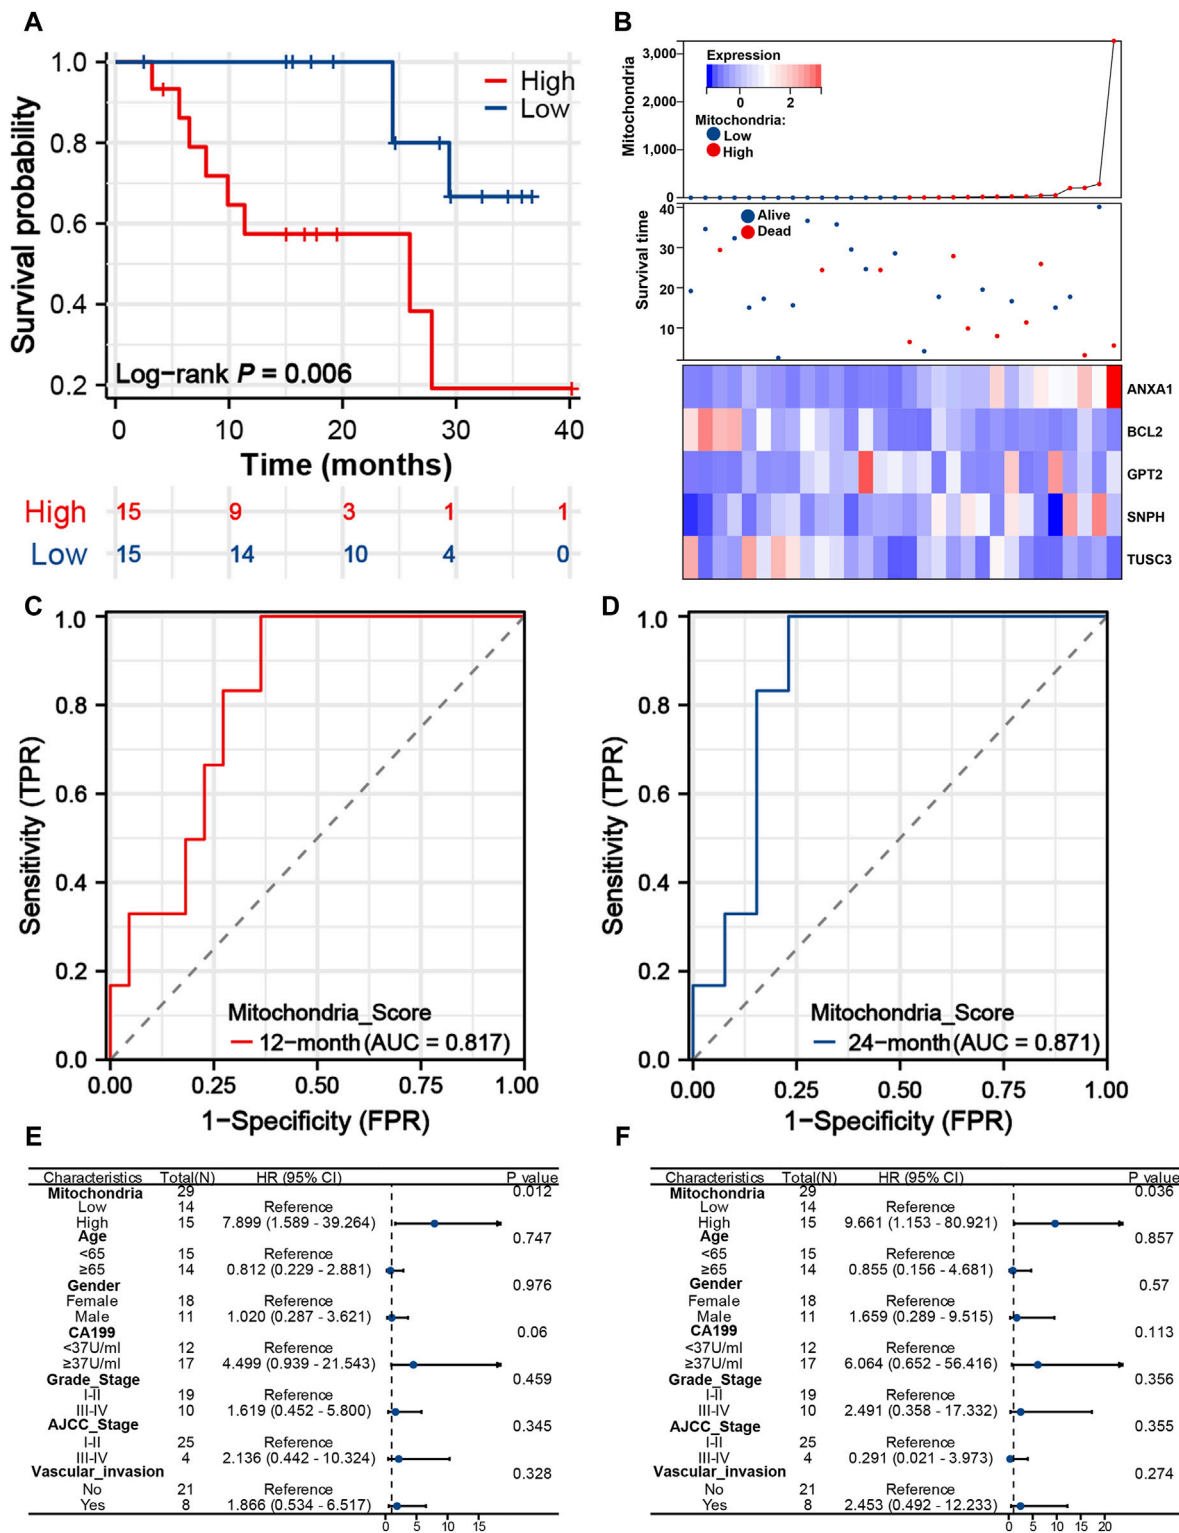 A
1.0
0.8
0.6
0.4
0.2
Survival probability
High
Low
Log-rank P = 0.006
0 10 20 30 40
Time (months)
High 15 9 3 1 1
Low 15 14 10 4 0
B
Mitochondria
3,000
2,000
1,000
0
Expression
0 2
Mitochondria:
Low
High
Survival time
40
30
20
10
Alive
Dead
ANXA1
BCL2
GPT2
SNPH
TUSC3
C
1.0
0.8
0.6
0.4
0.2
0.0
Sensitivity (TPR)
Mitochondria_Score
12-month (AUC = 0.817)
0.00 0.25 0.50 0.75 1.00
1-Specificity (FPR)
D
1.0
0.8
0.6
0.4
0.2
0.0
Sensitivity (TPR)
Mitochondria_Score
24-month (AUC = 0.871)
0.00 0.25 0.50 0.75 1.00
1-Specificity (FPR)
E
Characteristics Total(N) HR (95% CI) P value
Mitochondria 29 0.012
Low 14 Reference
High 15 7.899 (1.589 - 39.264)
Age 0.747
<65 15 Reference
≥65 14 0.812 (0.229 - 2.881)
Gender 0.976
Female 18 Reference
Male 11 1.020 (0.287 - 3.621)
CA199 0.06
<37U/ml 12 Reference
≥37U/ml 17 4.499 (0.939 - 21.543)
Grade_Stage 0.459
I-II 19 Reference
III-IV 10 1.619 (0.452 - 5.800)
AJCC_Stage 0.345
I-II 25 Reference
III-IV 4 2.136 (0.442 - 10.324)
Vascular_invasion 0.328
No 21 Reference
Yes 8 1.866 (0.534 - 6.517)
0 5 10 15
F
Characteristics Total(N) HR (95% CI) P value
Mitochondria 29 0.036
Low 14 Reference
High 15 9.661 (1.153 - 80.921)
Age 0.857
<65 15 Reference
≥65 14 0.855 (0.156 - 4.681)
Gender 0.57
Female 18 Reference
Male 11 1.659 (0.289 - 9.515)
CA199 0.113
<37U/ml 12 Reference
≥37U/ml 17 6.064 (0.652 - 56.416)
Grade_Stage 0.356
I-II 19 Reference
III-IV 10 2.491 (0.358 - 17.332)
AJCC_Stage 0.355
I-II 25 Reference
III-IV 4 0.291 (0.021 - 3.973)
Vascular_invasion 0.274
No 21 Reference
Yes 8 2.453 (0.492 - 12.233)
0 5 10 15 20